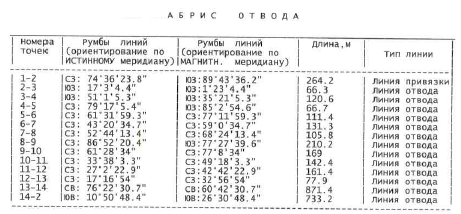 АБРИС ОТВОДА
Номера точек | Румбы линий (ориентирование по ИСТИННОМУ меридиану) | Румбы линий (ориентирование по МАГНИТН. меридиану) | Длина,м | Тип линии
1-2 СЗ: 74°36'23.8" ЮЗ:89°43'36.2" 264.2 Линия привязки
2-3 ЮЗ: 17°3'4.4" ЮЗ:1°23'4.4" 66.3 Линия отвода
3-4 ЮЗ: 51°1'5.3" ЮЗ:35°21'5.3" 120.6 Линия отвода
4-5 СЗ: 79°17'5.4" ЮЗ:85°2'54.6" 66.7 Линия отвода
5-6 СЗ: 61°31'59.3" СЗ:77°11'59.3" 111.4 Линия отвода
6-7 СЗ: 43°20'34.7" СЗ:59°0'34.7" 131.3 Линия отвода
7-8 СЗ: 52°44'13.4" СЗ:68°24'13.4" 105.8 Линия отвода
8-9 СЗ: 86°52'20.4" ЮЗ:77°27'39.6" 210.2 Линия отвода
9-10 СЗ: 61°28'34" СЗ:77°8'34" 169 Линия отвода
10-11 СЗ: 33°38'3.3" СЗ:49°18'3.3" 142.4 Линия отвода
11-12 СЗ: 27°2'22.9" СЗ:42°42'22.9" 161.4 Линия отвода
12-13 СЗ: 17°16'54" СЗ:32°56'54" 77.9 Линия отвода
13-14 СВ: 76°22'30.7" СВ:60°42'30.7" 871.4 Линия отвода
14-2 ЮВ: 10°50'48.4" ЮВ:26°30'48.4" 733.2 Линия отвода